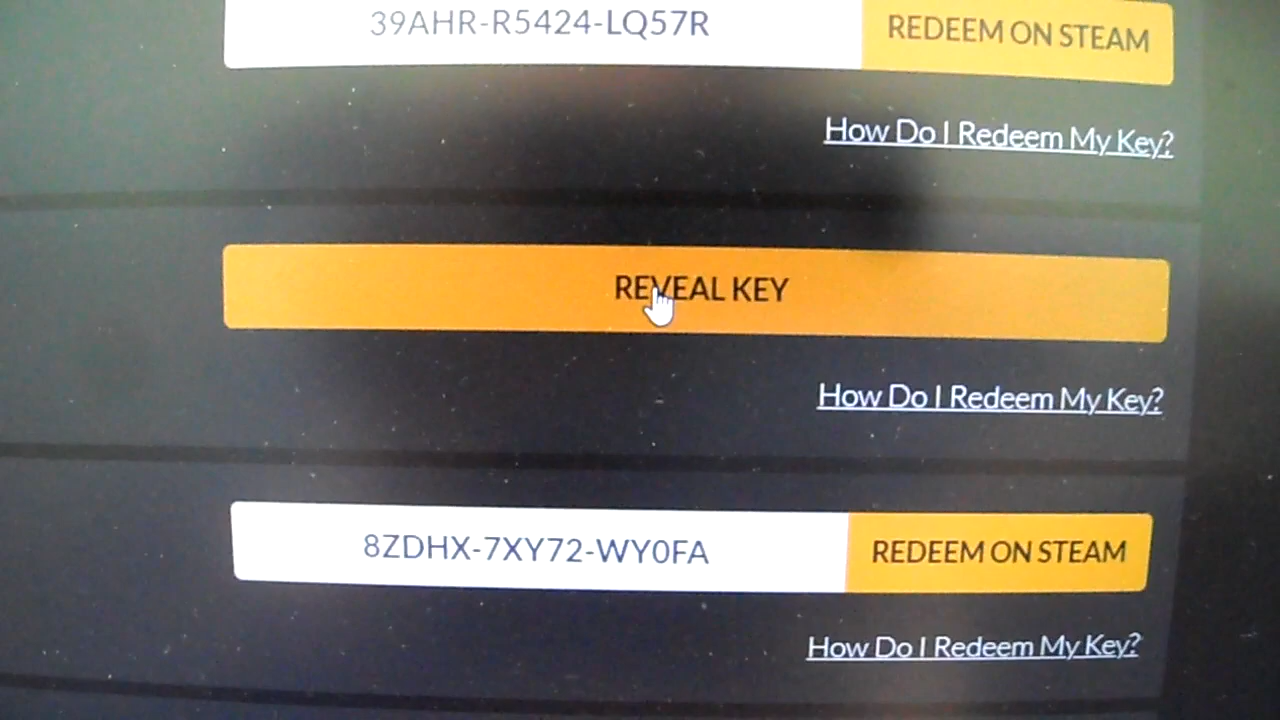 39AHR-R5424-LQ57R REDEEM ON STEAM
How Do I Redeem My Key?
REVEAL KEY
How Do I Redeem My Key?
8ZDHX-7XY72-WY0FA REDEEM ON STEAM
How Do I Redeem My Key?